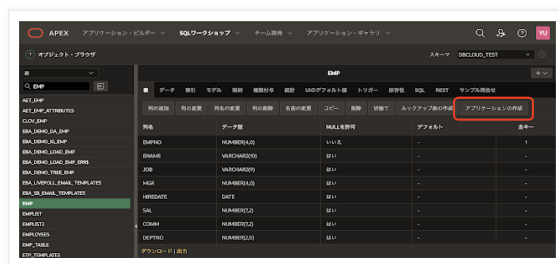 APEX アプリケーション・ビルダー SQLワークショップ チーム開発 アプリケーション・ギャラリ YU
オブジェクト・ブラウザ スキーマ DBCLOUD_TEST
表 EMP
EMP 表 データ 索引 モデル 制約 権限付与 統計 UIのデフォルト値 トリガー 依存性 SQL REST サンプル問合せ
AET_EMP 列の追加 列の変更 列名の変更 列の削除 名前の変更 コピー 削除 切捨て ルックアップ表の作成 アプリケーションの作成
AET_EMP_ATTRIBUTES
CLOV_EMP 列名 データ型 NULLを許可 デフォルト 主キー
EBA_DEMO_DA_EMP
EBA_DEMO_IG_EMP EMPNO NUMBER(4,0) いいえ - 1
EBA_DEMO_LOAD_EMP ENAME VARCHAR2(10) はい - -
EBA_DEMO_LOAD_EMP_ERR$
EBA_DEMO_TREE_EMP JOB VARCHAR2(9) はい - -
EBA_LIVEPOLL_EMAIL_TEMPLATES MGR NUMBER(4,0) はい - -
EBA_SB_EMAIL_TEMPLATES HIREDATE DATE はい - -
EMP
EMPLIST SAL NUMBER(7,2) はい - -
EMPLIST2 COMM NUMBER(7,2) はい - -
EMPLOYEES
EMP_TABLE DEPTNO NUMBER(2,0) はい - -
ETP_TEMPLATES ダウンロード | 出力